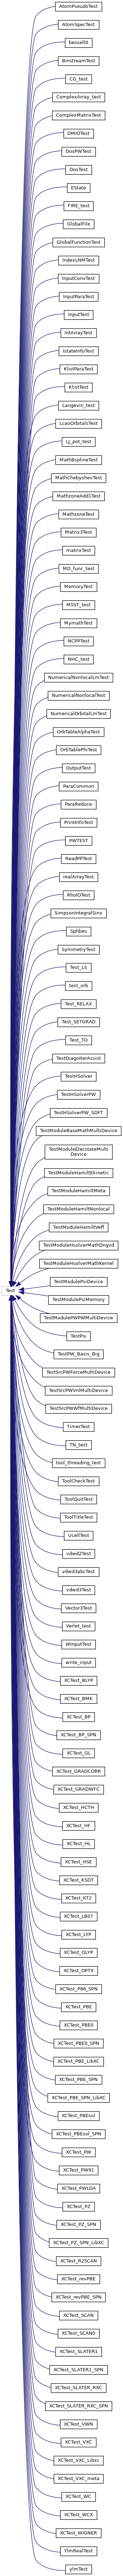 AtomPseudoTest
AtomSpecTest
bessell0
BinstreamTest
CG_test
ComplexArray_test
ComplexMatrixTest
DMIOTest
DosPWTest
DosTest
EState
FIRE_test
GlobalFile
GlobalFunctionTest
IndexLNMTest
InputConvTest
InputParaTest
InputTest
IntArrayTest
IstateInfoTest
KlistParaTest
KlistTest
Langevin_test
LcaoOrbitalsTest
LJ_pot_test
MathBsplineTest
MathChebyshevTest
MathzoneAdd1Test
MathzoneTest
Matrix3Test
matrixTest
MD_func_test
MemoryTest
MSST_test
MymathTest
NCPPTest
NHC_test
NumericalNonlocalLmTest
NumericalNonlocalTest
NumericalOrbitalLmTest
OrbTableAlphaTest
OrbTablePhiTest
OutputTest
ParaCommon
ParaReduce
PrintInfoTest
PWTEST
ReadPPTest
realArrayTest
RhoIOTest
SimpsonIntegralSinx
Sphbes
SymmetryTest
Test_LS
test_orb
Test_RELAX
Test_SETGRAD
Test_TO
TestDiagoIterAssist
TestHSolver
TestHSolverPW
TestHSolverPW_SDFT
TestModuleBaseMathMultiDevice
TestModuleElecstateMulti
Device
TestModuleHamiltEkinetic
TestModuleHamiltMeta
TestModuleHamiltNonlocal
TestModuleHamiltVeff
TestModuleHsolverMathDngvd
TestModuleHsolverMathKernel
TestModulePsiDevice
Test
TestModulePsiMemory
TestModulePWPWMultiDevice
TestPsi
TestPW_Basis_Big
TestSrcPWForceMultiDevice
TestSrcPWVnlMultiDevice
TestSrcPWWfMultiDevice
TimerTest
TN_test
tool_threading_test
ToolCheckTest
ToolQuitTest
ToolTitleTest
UcellTest
vdwd2Test
vdwd3abcTest
vdwd3Test
Vector3Test
Verlet_test
WInputTest
write_input
XCTest_BLYP
XCTest_BMK
XCTest_BP
XCTest_BP_SPN
XCTest_GL
XCTest_GRADCORR
XCTest_GRADWFC
XCTest_HCTH
XCTest_HF
XCTest_HL
XCTest_HSE
XCTest_KSDT
XCTest_KT2
XCTest_LB07
XCTest_LYP
XCTest_OLYP
XCTest_OPTX
XCTest_P86_SPN
XCTest_PBE
XCTest_PBE0
XCTest_PBE0_SPN
XCTest_PBE_LibXC
XCTest_PBE_SPN
XCTest_PBE_SPN_LibXC
XCTest_PBEsol
XCTest_PBEsol_SPN
XCTest_PW
XCTest_PW91
XCTest_PWLDA
XCTest_PZ
XCTest_PZ_SPN
XCTest_PZ_SPN_LibXC
XCTest_R2SCAN
XCTest_revPBE
XCTest_revPBE_SPN
XCTest_SCAN
XCTest_SCAN0
XCTest_SLATER1
XCTest_SLATER1_SPN
XCTest_SLATER_RXC
XCTest_SLATER_RXC_SPN
XCTest_VWN
XCTest_VXC
XCTest_VXC_Libxc
XCTest_VXC_meta
XCTest_WC
XCTest_WCX
XCTest_WIGNER
YlmRealTest
ylmTest